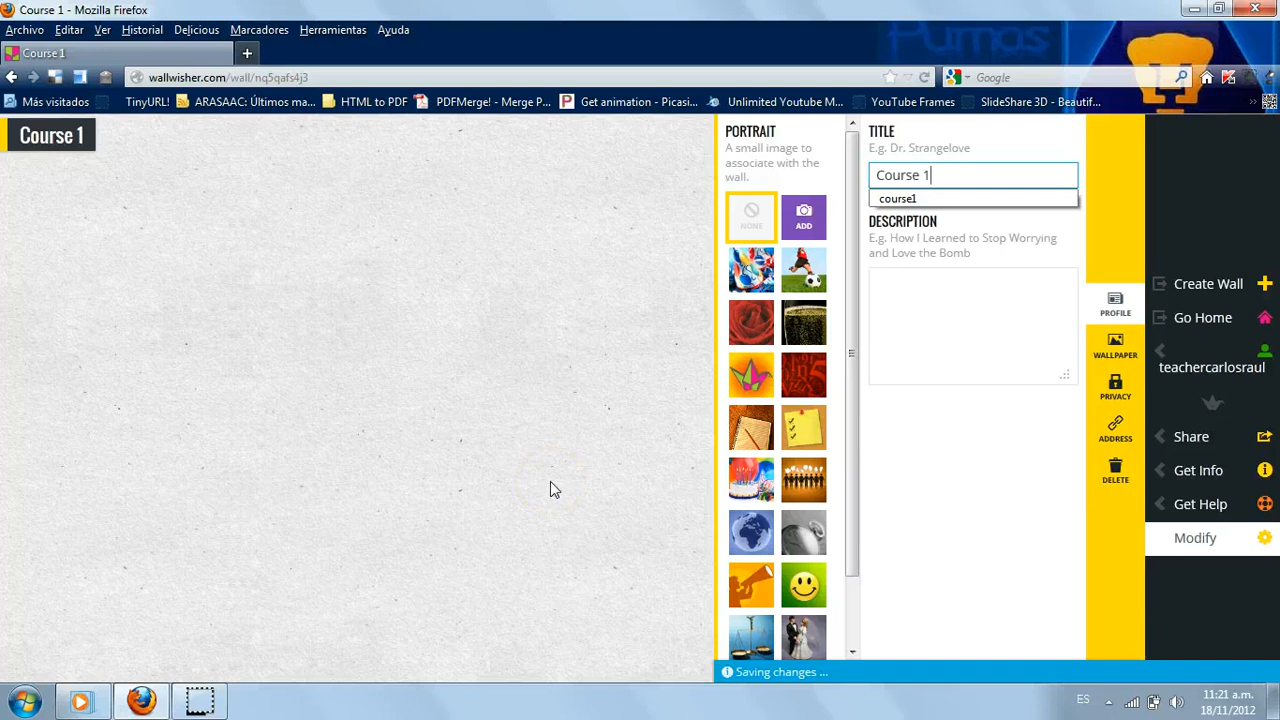 Course 1 - Mozilla Firefox
Archivo Editar Ver Historial Delicious Marcadores Herramientas Ayuda
Pumas
Course 1
wallwisher.com/wall/nq5qafs4j3
Google
Más visitados TinyURL! ARASAAC: Últimos ma... HTML to PDF PDFMerge! - Merge P... Get animation - Picasi... Unlimited Youtube M... YouTube Frames SlideShare 3D - Beautif...
Course 1
PORTRAIT
A small image to
associate with the
wall.
NONE
ADD
TITLE
E.g. Dr. Strangelove
Course 1
course1
DESCRIPTION
E.g. How I Learned to Stop Worrying
and Love the Bomb
PROFILE
WALLPAPER
PRIVACY
ADDRESS
DELETE
Create Wall
Go Home
teachercarlosraul
Share
Get Info
Get Help
Modify
Saving changes ...
ES
11:21 a.m.
18/11/2012